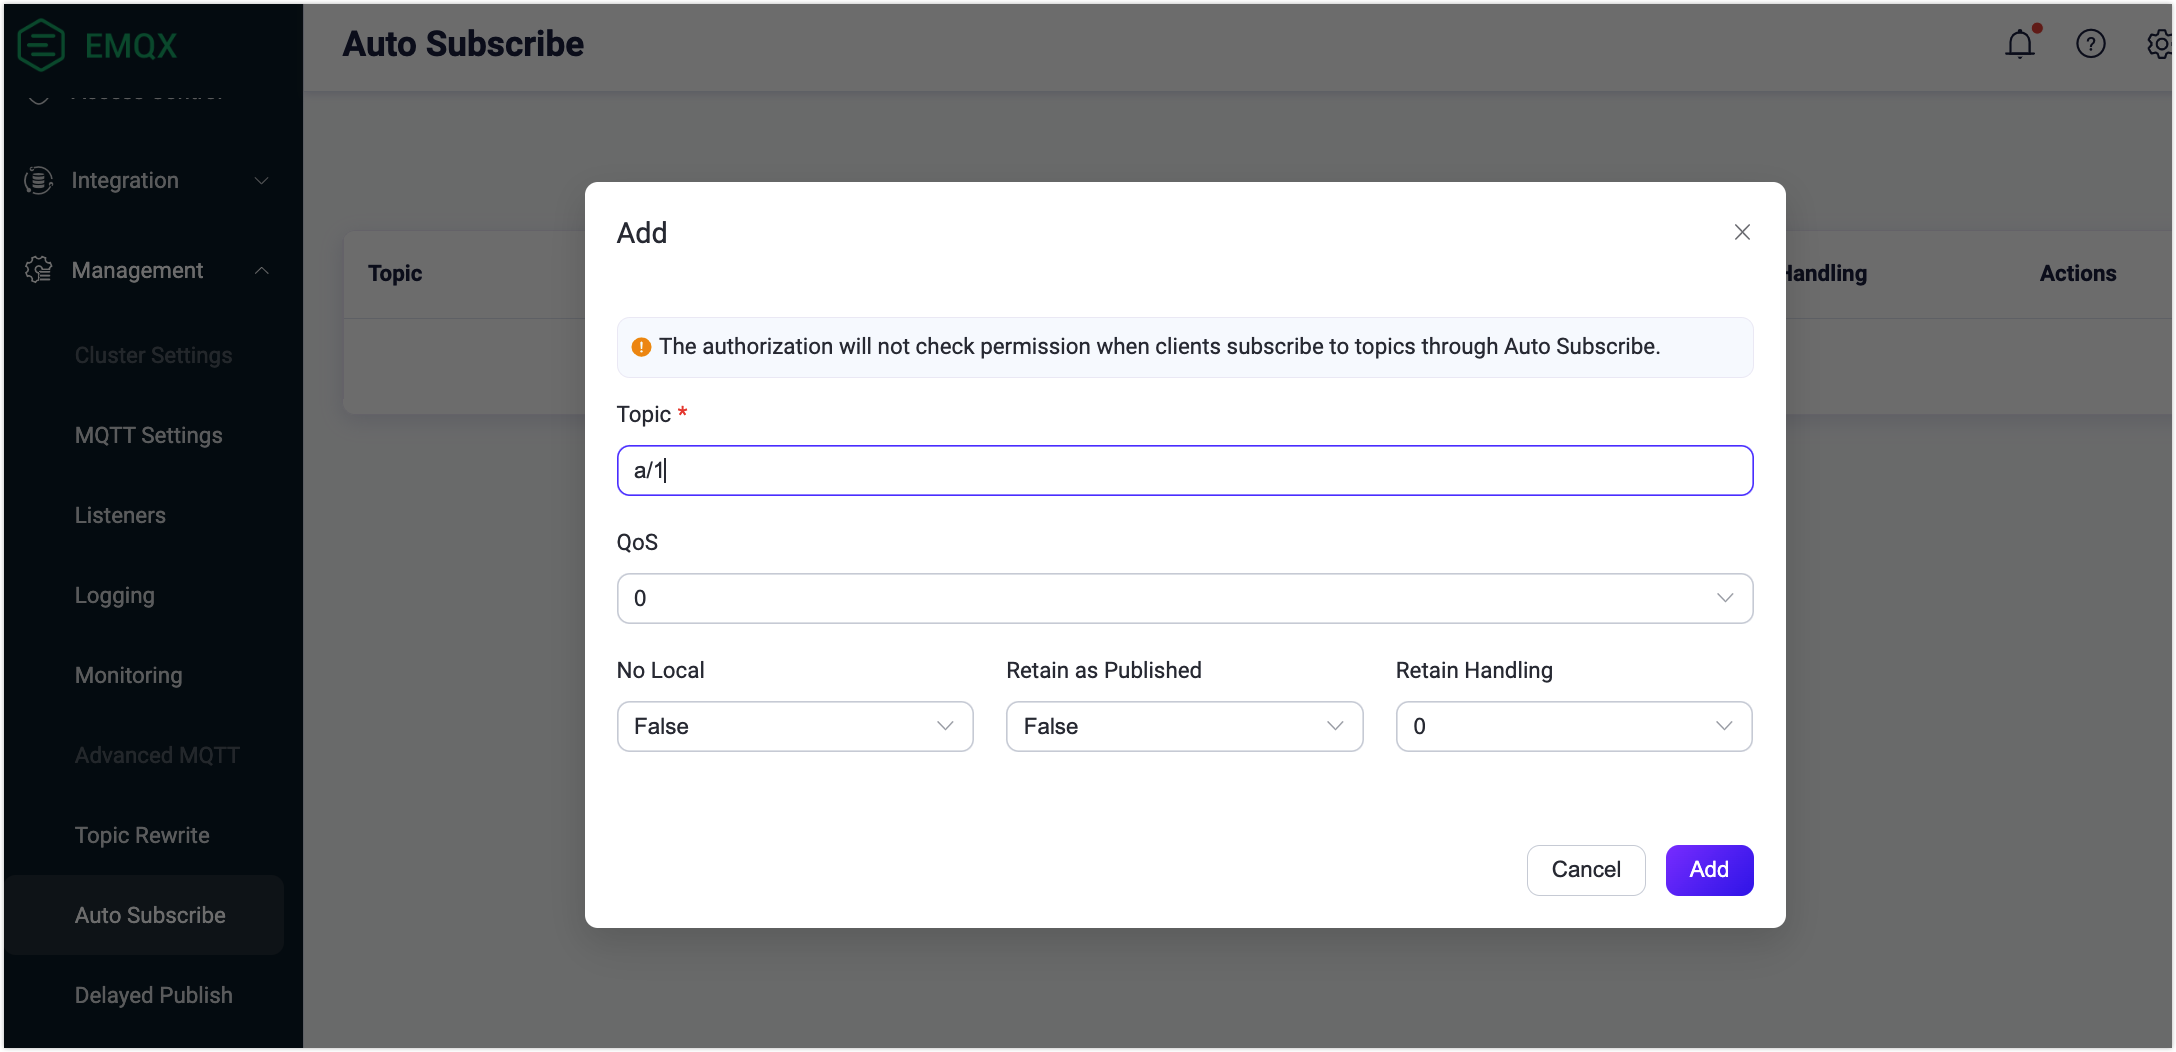 EMQX
Auto Subscribe
Integration
Management
Cluster Settings
MQTT Settings
Listeners
Logging
Monitoring
Advanced MQTT
Topic Rewrite
Auto Subscribe
Delayed Publish
Topic
Handling
Actions
Add
The authorization will not check permission when clients subscribe to topics through Auto Subscribe.
Topic *
a/1
QoS
0
No Local
Retain as Published
Retain Handling
False
False
0
Cancel
Add